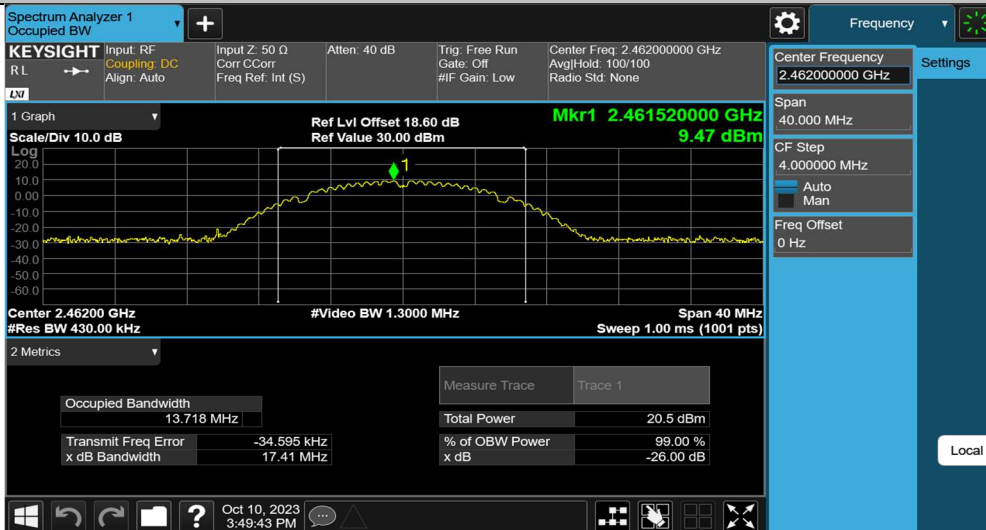 Spectrum Analyzer 1
Occupied BW
Frequency
KEYSIGHT
R L
LXI
Input: RF
Coupling: DC
Align: Auto
Input Z: 50 Ω
Corr CCorr
Freq Ref: Int (S)
Atten: 40 dB
Trig: Free Run
Gate: Off
#IF Gain: Low
Center Freq: 2.462000000 GHz
Avg|Hold: 100/100
Radio Std: None
Center Frequency
2.462000000 GHz
Settings
Span
40.000 MHz
CF Step
4.000000 MHz
Auto
Man
Freq Offset
0 Hz
Local
1 Graph
Scale/Div 10.0 dB
Ref Lvl Offset 18.60 dB
Ref Value 30.00 dBm
Mkr1 2.461520000 GHz
9.47 dBm
Log
20.0
10.0
0.00
-10.0
-20.0
-30.0
-40.0
-50.0
-60.0
1
Center 2.46200 GHz
#Res BW 430.00 kHz
#Video BW 1.3000 MHz
Span 40 MHz
Sweep 1.00 ms (1001 pts)
2 Metrics
Measure Trace Trace 1
Occupied Bandwidth
13.718 MHz
Total Power 20.5 dBm
Transmit Freq Error -34.595 kHz
% of OBW Power 99.00 %
x dB Bandwidth 17.41 MHz
x dB -26.00 dB
Oct 10, 2023
3:49:43 PM